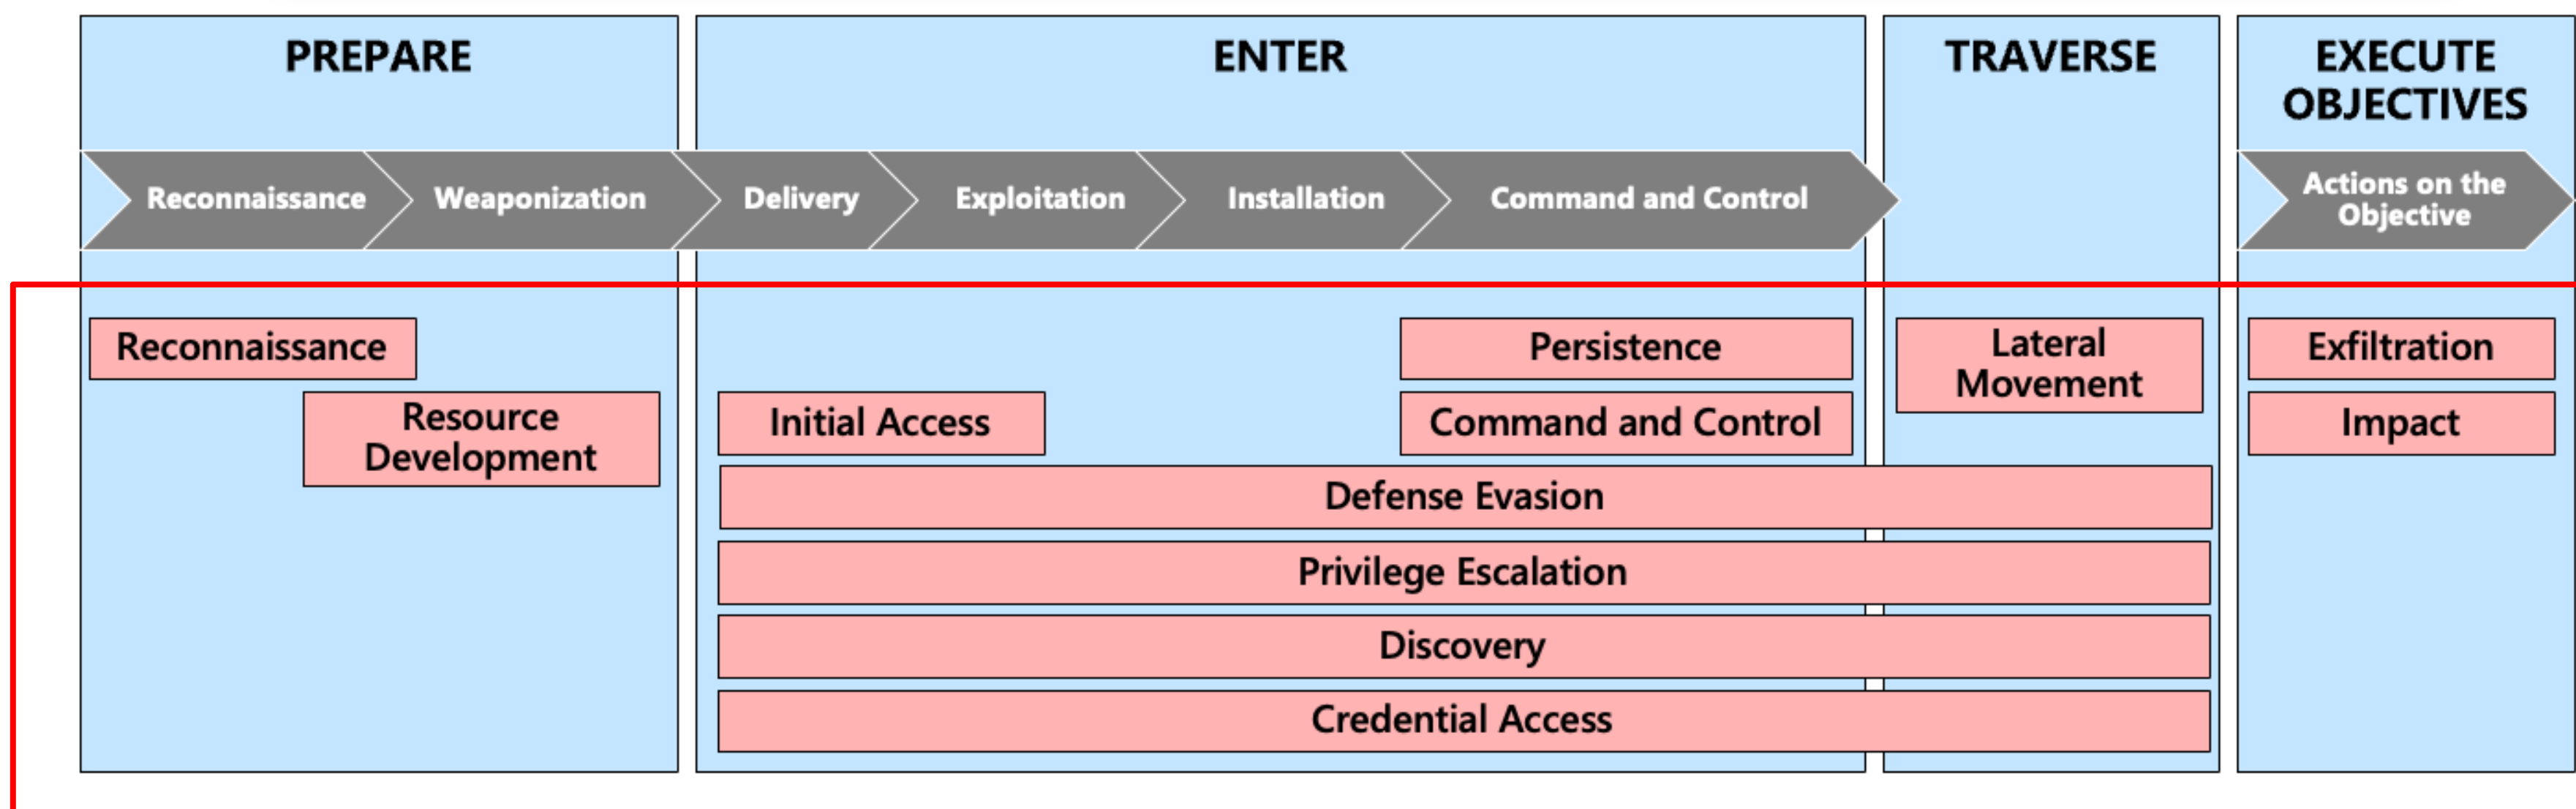 PREPARE
ENTER
TRAVERSE
EXECUTE
OBJECTIVES
Reconnaissance
Weaponization
Delivery
Exploitation
Installation
Command and Control
Actions on the
Objective
Reconnaissance
Persistence
Lateral
Movement
Exfiltration
Resource
Development
Initial Access
Command and Control
Impact
Defense Evasion
Privilege Escalation
Discovery
Credential Access